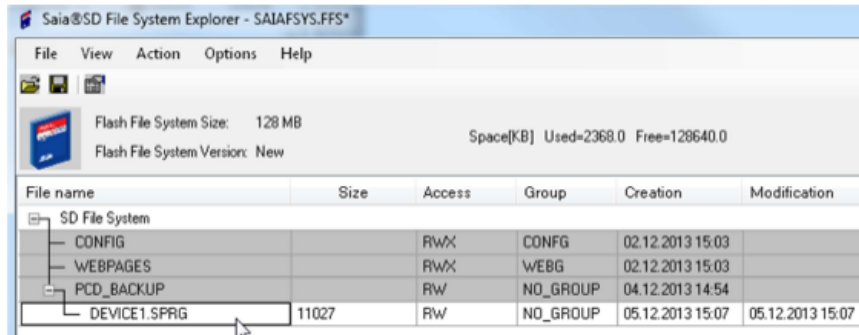 Saia®SD File System Explorer - SAIAFSYS.FFS*
File View Action Options Help
Flash File System Size: 128 MB
Space[KB] Used=2368.0 Free=128640.0
Flash File System Version: New
File name Size Access Group Creation Modification
SD File System
CONFIG RWX CONFG 02.12.2013 15:03
WEBPAGES RWX WEBG 02.12.2013 15:03
PCD_BACKUP RW NO_GROUP 04.12.2013 14:54
DEVICE1.SPRG 11027 RW NO_GROUP 05.12.2013 15:07 05.12.2013 15:07